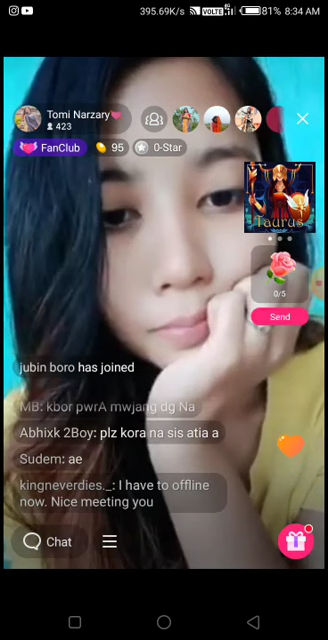 395.69K/s VOLTE 81% 8:34 AM
Tomi Narzary
423
FanClub 95 0-Star
Taurus
0/5
Send
jubin boro has joined
MB: kbor pwrA mwjang dg Na
Abhixk 2Boy: plz kora na sis atia a
Sudem: ae
kingneverdies._: I have to offline
now. Nice meeting you
Chat